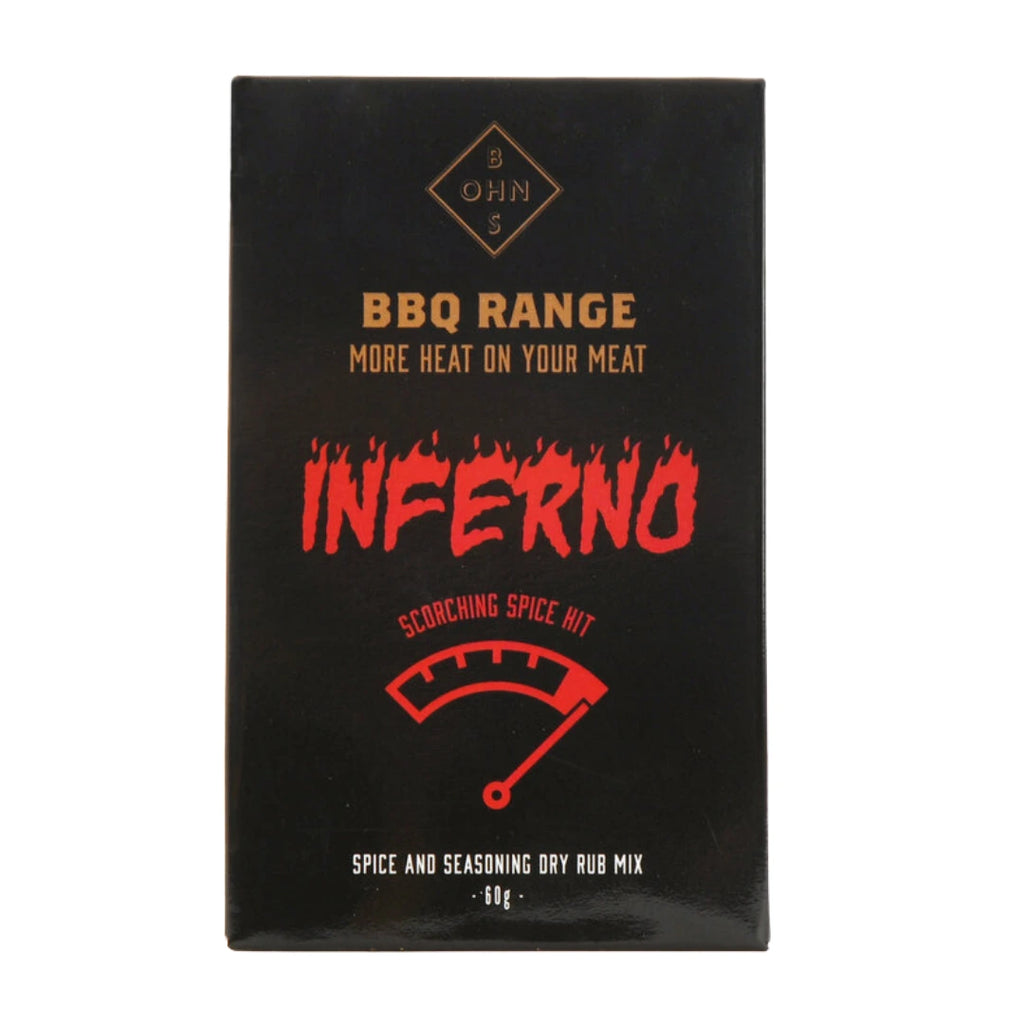 B
OHN
S
BBQ RANGE
MORE HEAT ON YOUR MEAT
INFERNO
SCORCHING SPICE HIT
SPICE AND SEASONING DRY RUB MIX
- 60g -